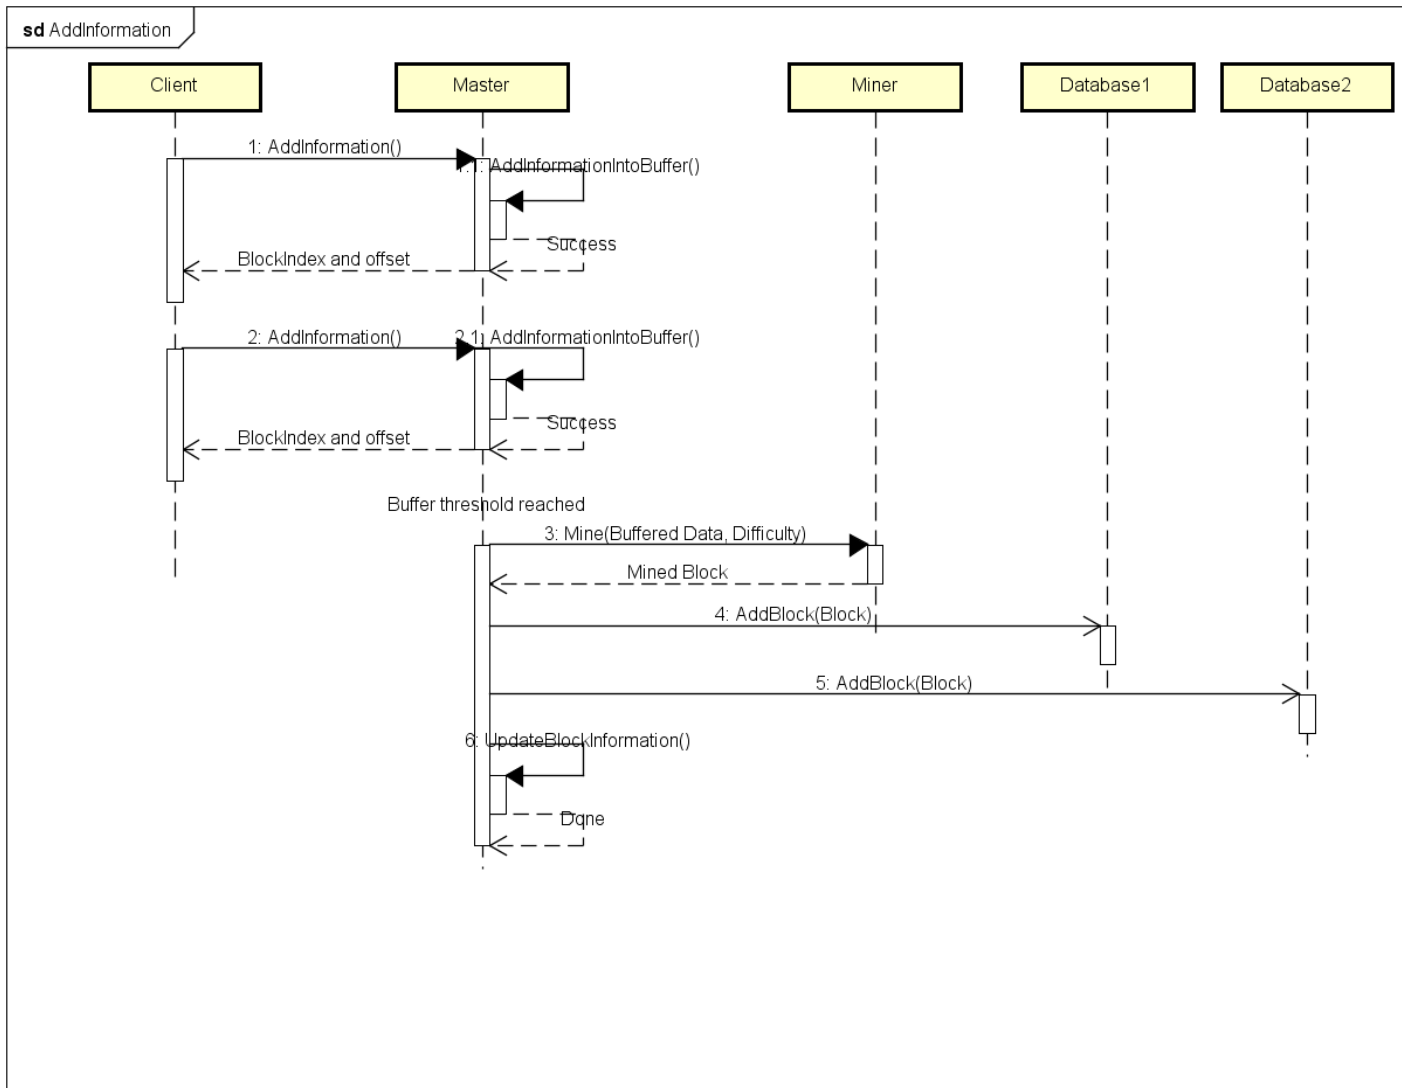 sd AddInformation
Client
Master
Miner
Database1
Database2
1: AddInformation()
1.1: AddInformationIntoBuffer()
Success
BlockIndex and offset
2: AddInformation()
2.1: AddInformationIntoBuffer()
Success
BlockIndex and offset
Buffer threshold reached
3: Mine(Buffered Data, Difficulty)
Mined Block
4: AddBlock(Block)
5: AddBlock(Block)
6: UpdateBlockInformation()
Done